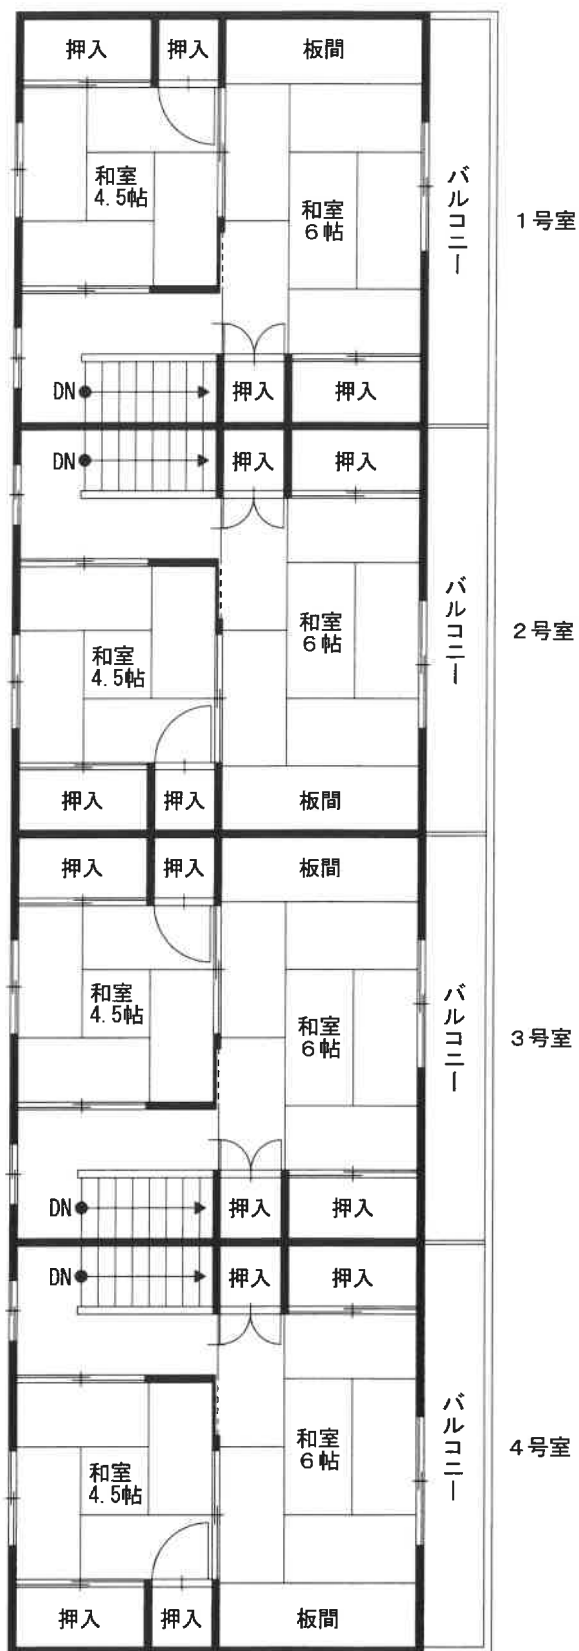 押入
押入
板間
和室
4.5帖
和室
６帖
バルコニー
１号室
DN
押入
押入
DN
押入
押入
和室
4.5帖
和室
６帖
バルコニー
２号室
押入
押入
板間
押入
押入
板間
和室
4.5帖
和室
６帖
バルコニー
３号室
DN
押入
押入
DN
押入
押入
和室
4.5帖
和室
６帖
バルコニー
４号室
押入
押入
板間